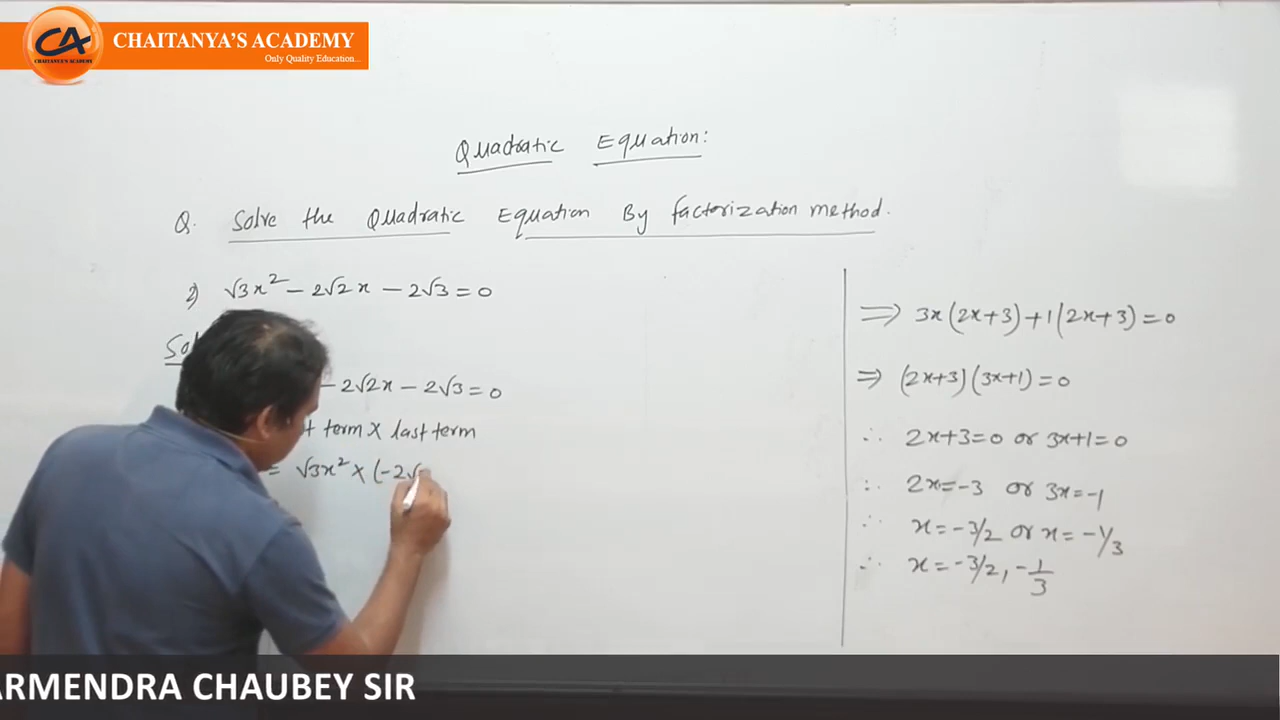 CA
CHAITANYA'S ACADEMY
CHAITANYA'S ACADEMY
Only Quality Education...
Quadratic Equation:
Q. Solve the Quadratic Equation By factorization method.
2) √3x² - 2√2x - 2√3 = 0
- 2√2x - 2√3 = 0
term × last term
= √3x² × (-2√
⇒ 3x(2x+3)+1(2x+3)=0
⇒ (2x+3)(3x+1)=0
∴ 2x+3=0 or 3x+1=0
∴ 2x=-3 or 3x=-1
∴ x=-3/2 or x=-1/3
∴ x=-3/2, -1/3
ARMENDRA CHAUBEY SIR